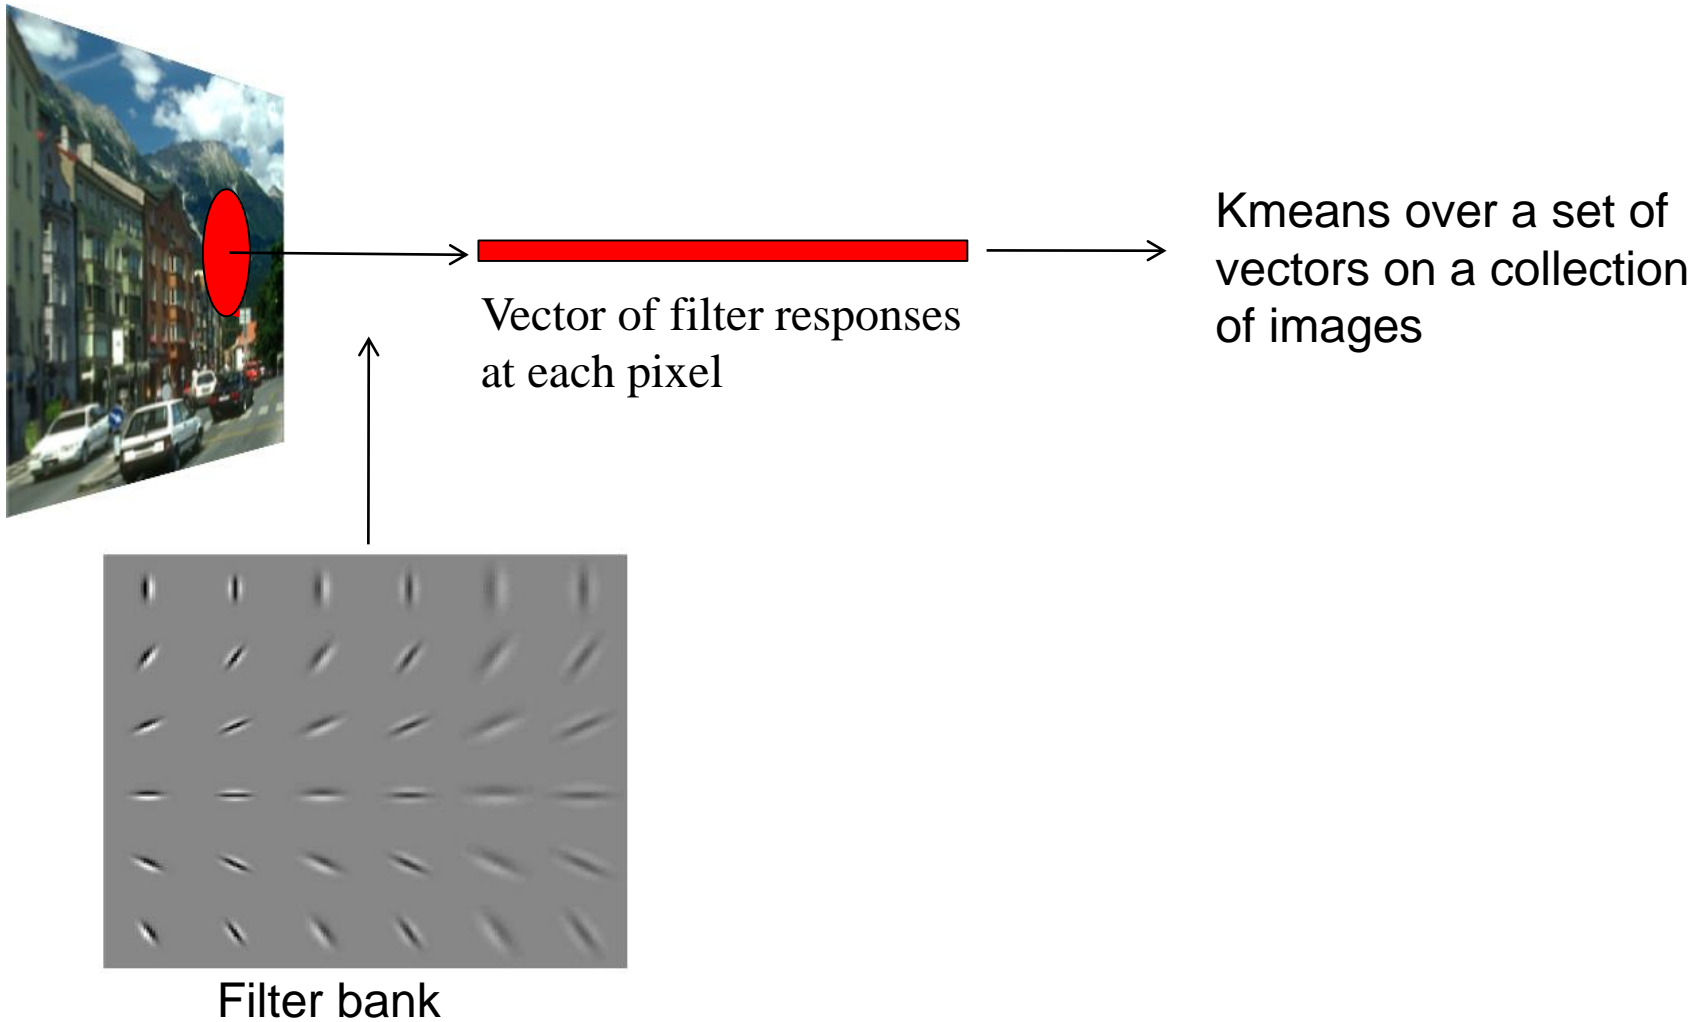 Kmeans over a set of
vectors on a collection
of images
Vector of filter responses
at each pixel
Filter bank